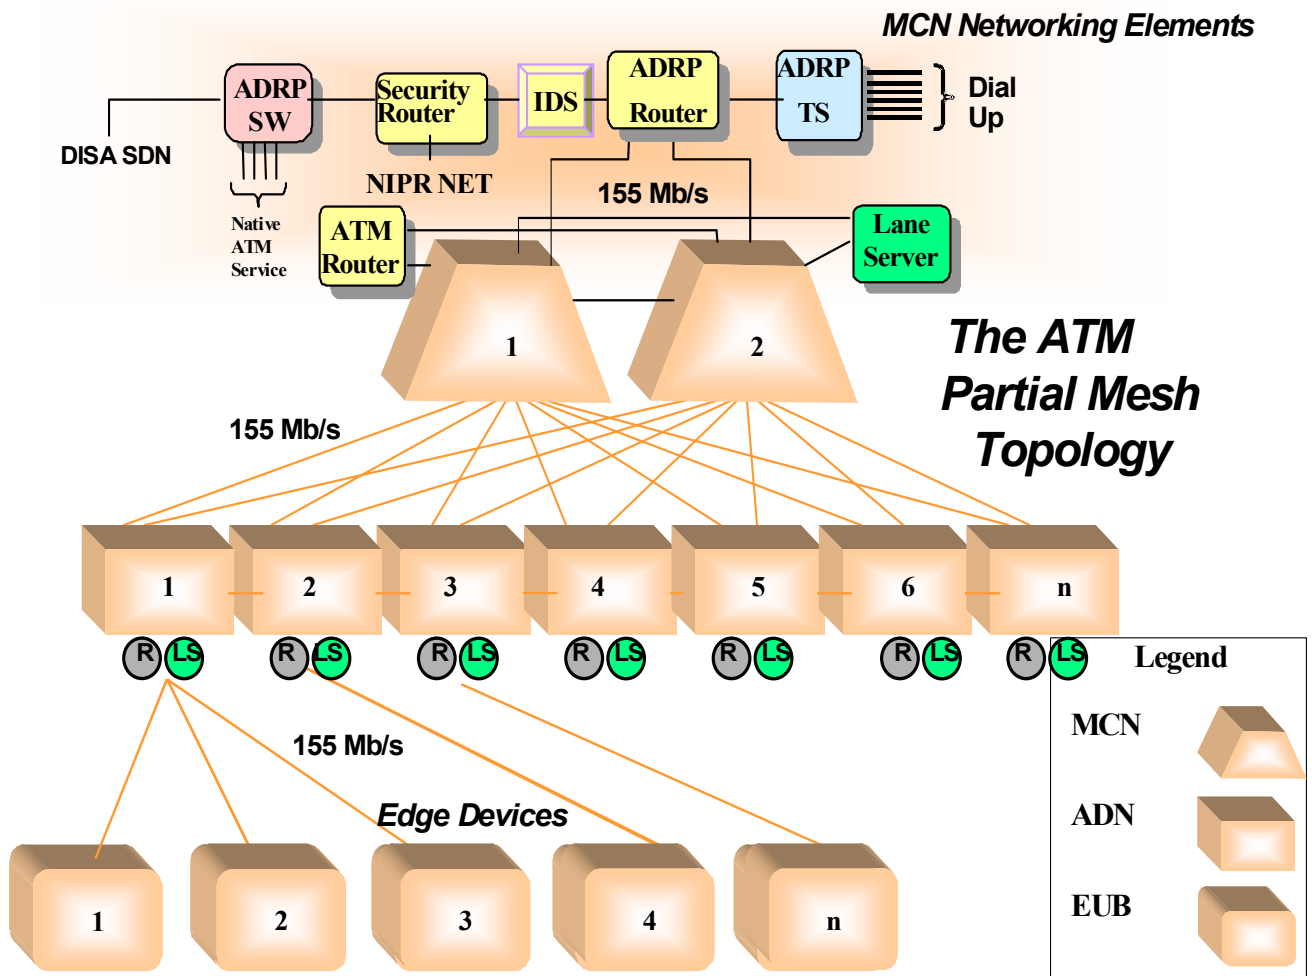 MCN Networking Elements
ADRP
SW
Security
Router
IDS
ADRP
Router
ADRP
TS
Dial
Up
DISA SDN
NIPR NET
155 Mb/s
Native
ATM
Service
ATM
Router
Lane
Server
1
2
The ATM
Partial Mesh
Topology
155 Mb/s
1
2
3
4
5
6
n
R LS
R LS
R LS
R LS
R LS
R LS
R LS
Legend
MCN
ADN
EUB
155 Mb/s
Edge Devices
1
2
3
4
n